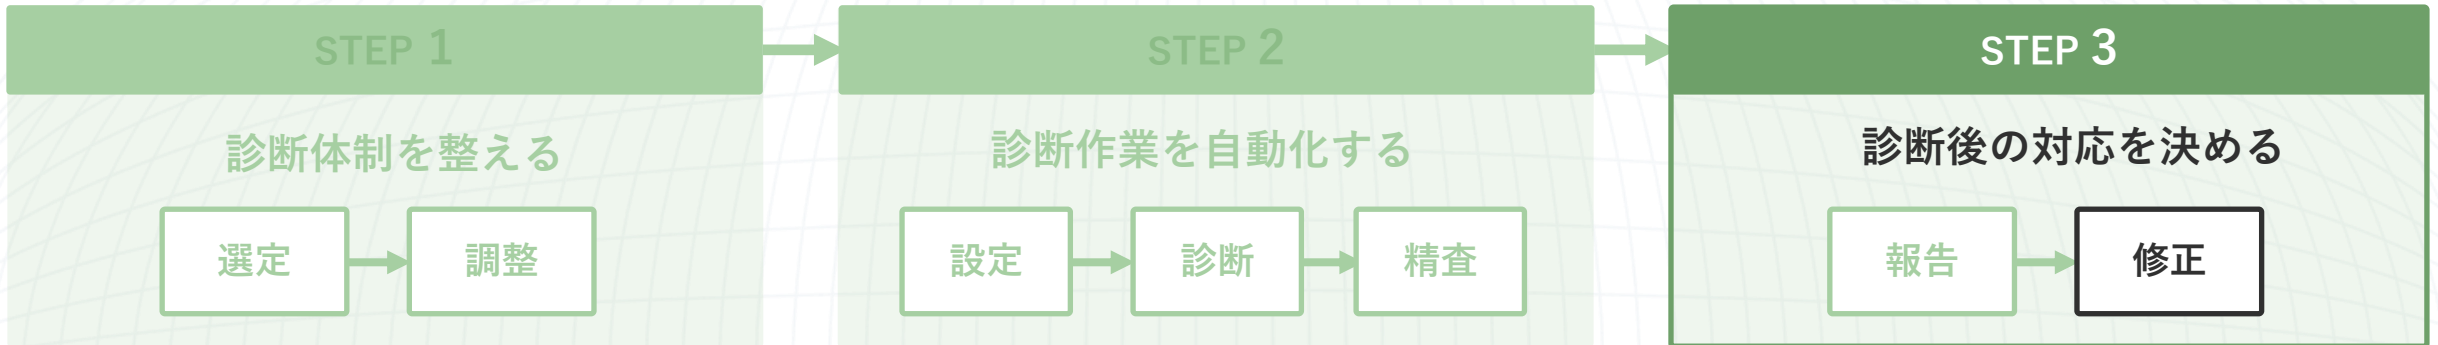 STEP 1
診断体制を整える
選定
調整
STEP 2
診断作業を自動化する
設定
診断
精査
STEP 3
診断後の対応を決める
報告
修正